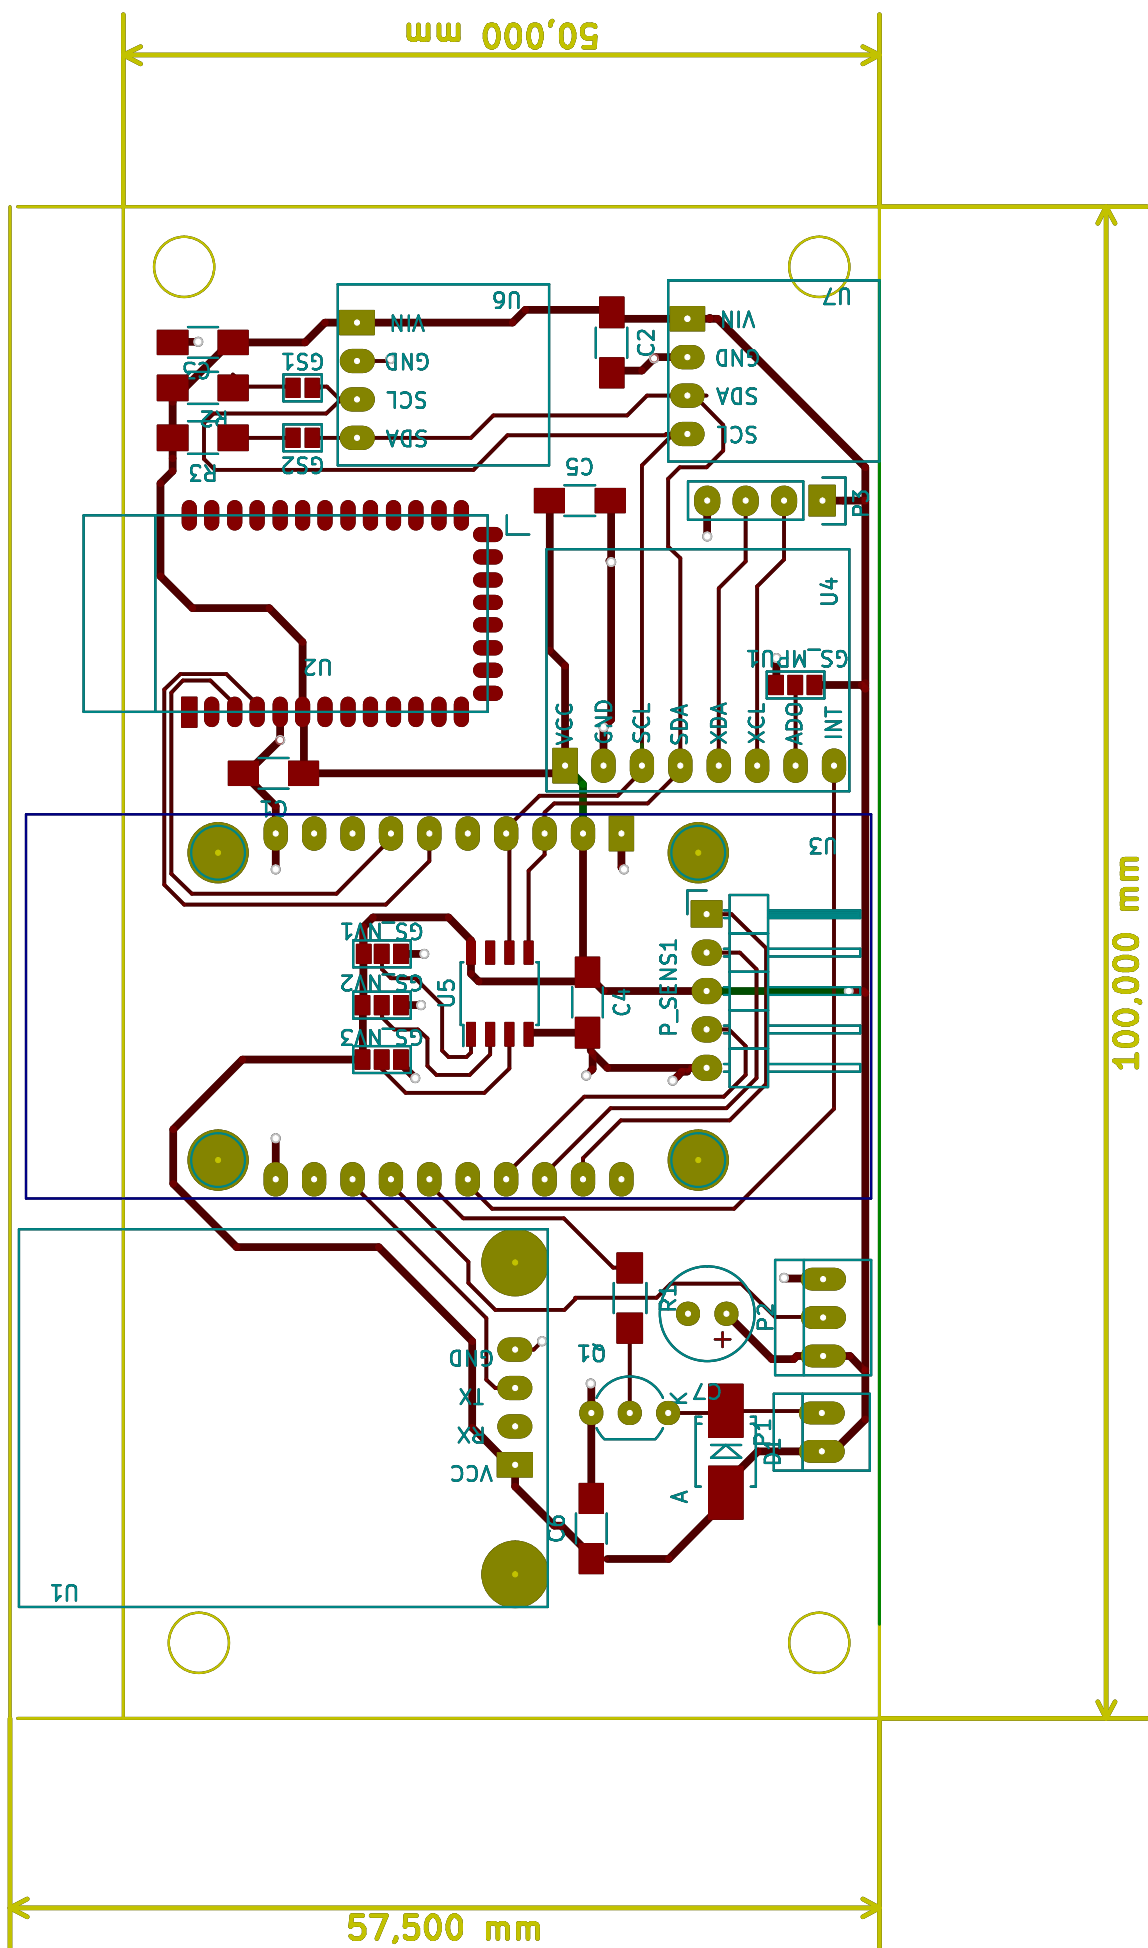 50,000 mm
U6
U7
VIN
VIN
C2
C3
GS1
GND
GND
SCL
SDA
R2
SDA
SCL
R3
GS2
C5
P3
U4
U2
GS_MPU1
VCC
GND
SCL
SDA
XDA
XCL
ADO
INT
C1
U3
GS_NV1
GS_NV2
U5
C4
P_SENS1
GS_NV3
100,000 mm
R1
P2
+
GND
Q1
TX
K
C7
RX
P1
D1
VCC
A
C6
U1
57,500 mm